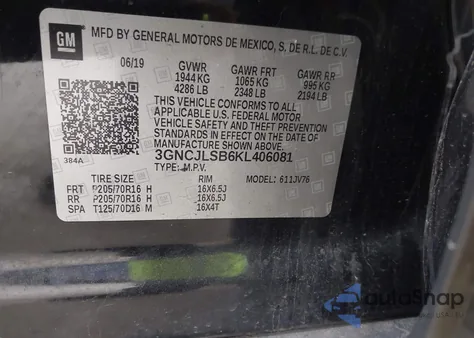 GM
MFD BY GENERAL MOTORS DE MEXICO, S. DE R.L. DE C.V.
06/19 GVWR GAWR FRT GAWR RR
1944 KG 1065 KG 995 KG
4286 LB 2348 LB 2194 LB
THIS VEHICLE CONFORMS TO ALL
APPLICABLE U.S. FEDERAL MOTOR
VEHICLE SAFETY AND THEFT
PREVENTION STANDARDS IN EFFECT
ON THE DATE OF MANUFACTURE
SHOWN ABOVE.
384A
3GNCJLSB6KL406081
TYPE: M.P.V. MODEL: 611JV76
TIRE SIZE RIM
FRT P205/70R16 H 16X6.5J
RR P205/70R16 H 16X6.5J
SPA T125/70D16 M 16X4T
autoSnap